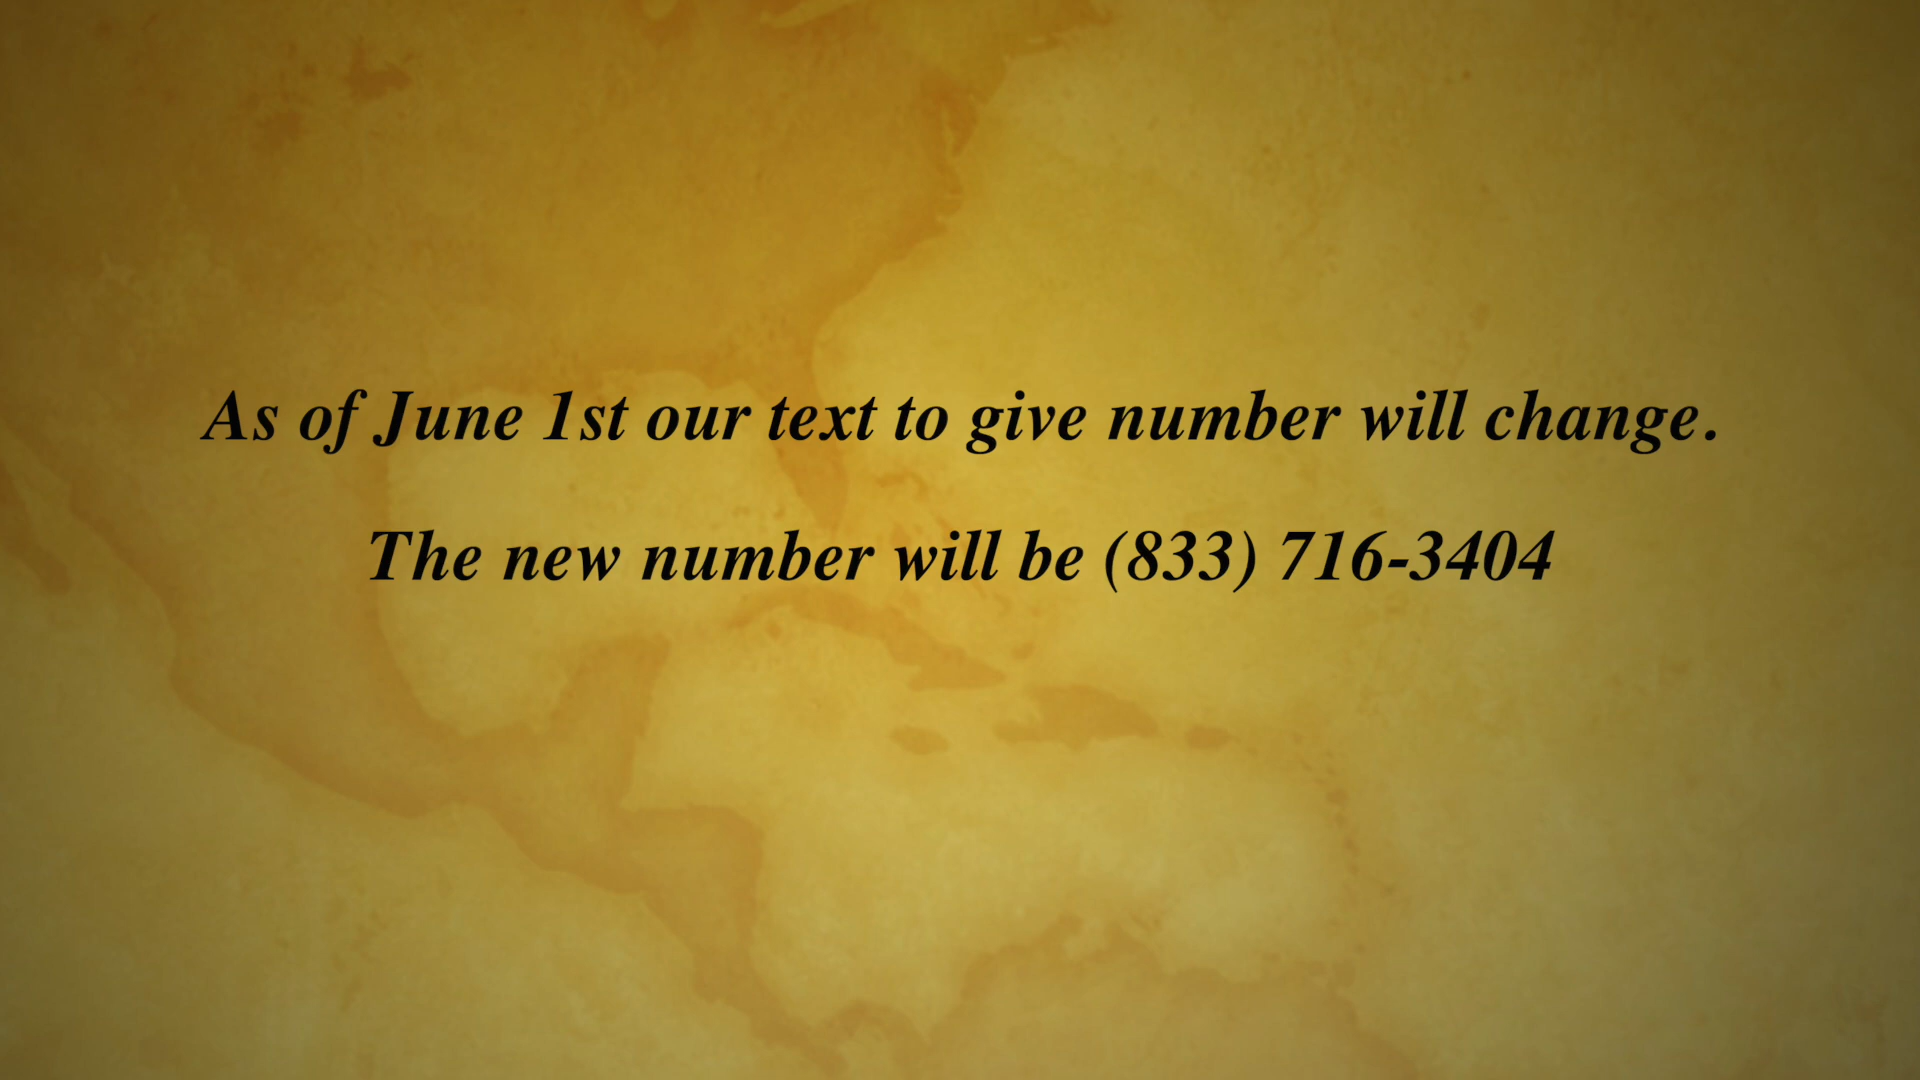 As of June 1st our text to give number will change.
The new number will be (833) 716-3404